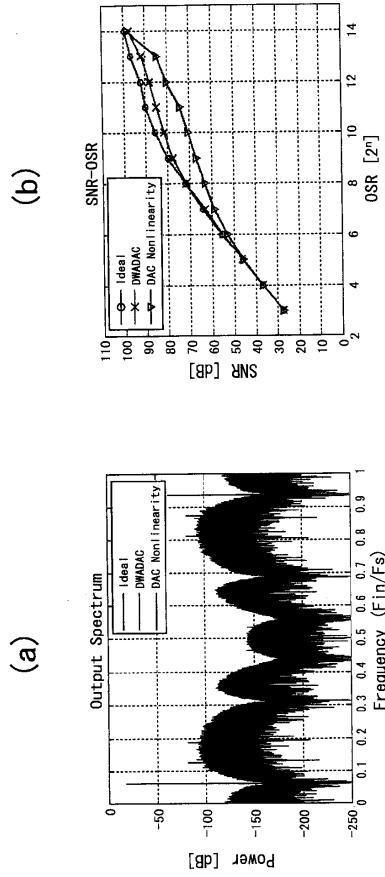 (a)
Output Spectrum
Ideal
DWADAC
DAC Nonlinearity
Power [dB]
0
-50
-100
-150
-200
-250
0 0.1 0.2 0.3 0.4 0.5 0.6 0.7 0.8 0.9 1
Frequency (Fin/Fs)
(b)
SNR-OSR
Ideal
DWADAC
DAC Nonlinearity
SNR [dB]
110
100
90
80
70
60
50
40
30
20
10
0
2 4 6 8 10 12 14
OSR [2ⁿ]